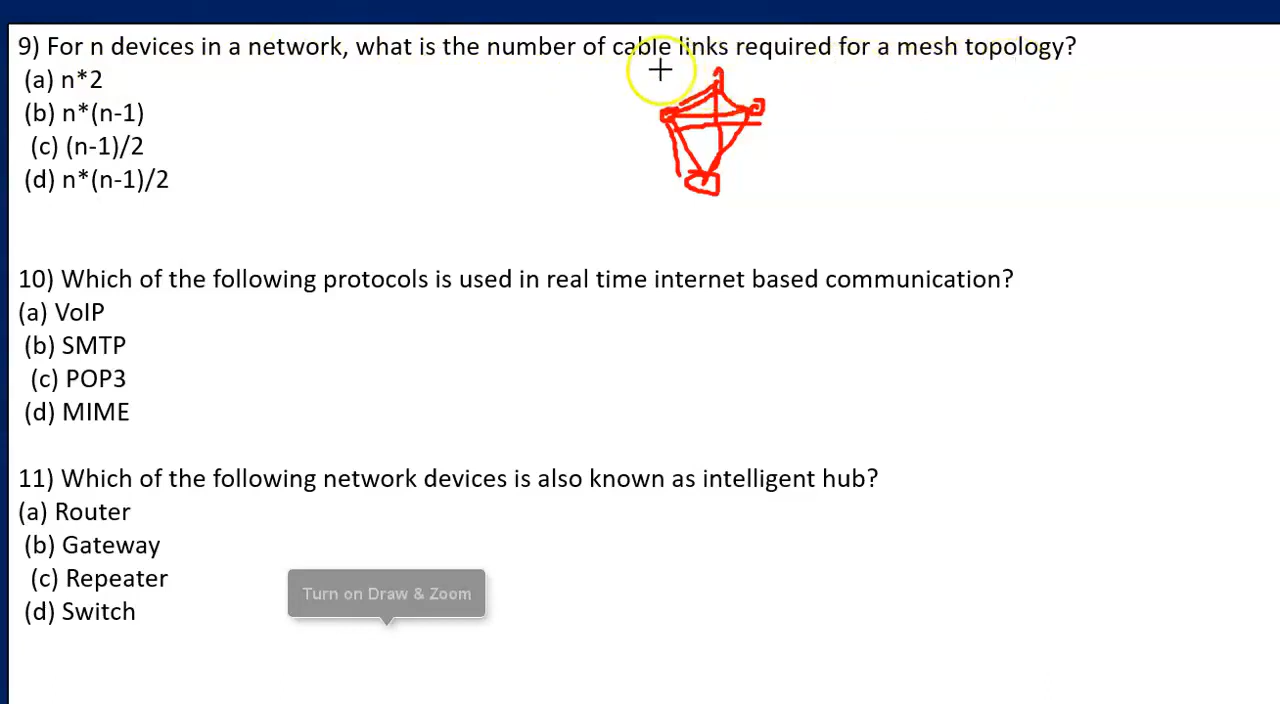 9) For n devices in a network, what is the number of cable links required for a mesh topology?
(a) n*2
(b) n*(n-1)
(c) (n-1)/2
(d) n*(n-1)/2
10) Which of the following protocols is used in real time internet based communication?
(a) VoIP
(b) SMTP
(c) POP3
(d) MIME
11) Which of the following network devices is also known as intelligent hub?
(a) Router
(b) Gateway
(c) Repeater
(d) Switch
Turn on Draw & Zoom